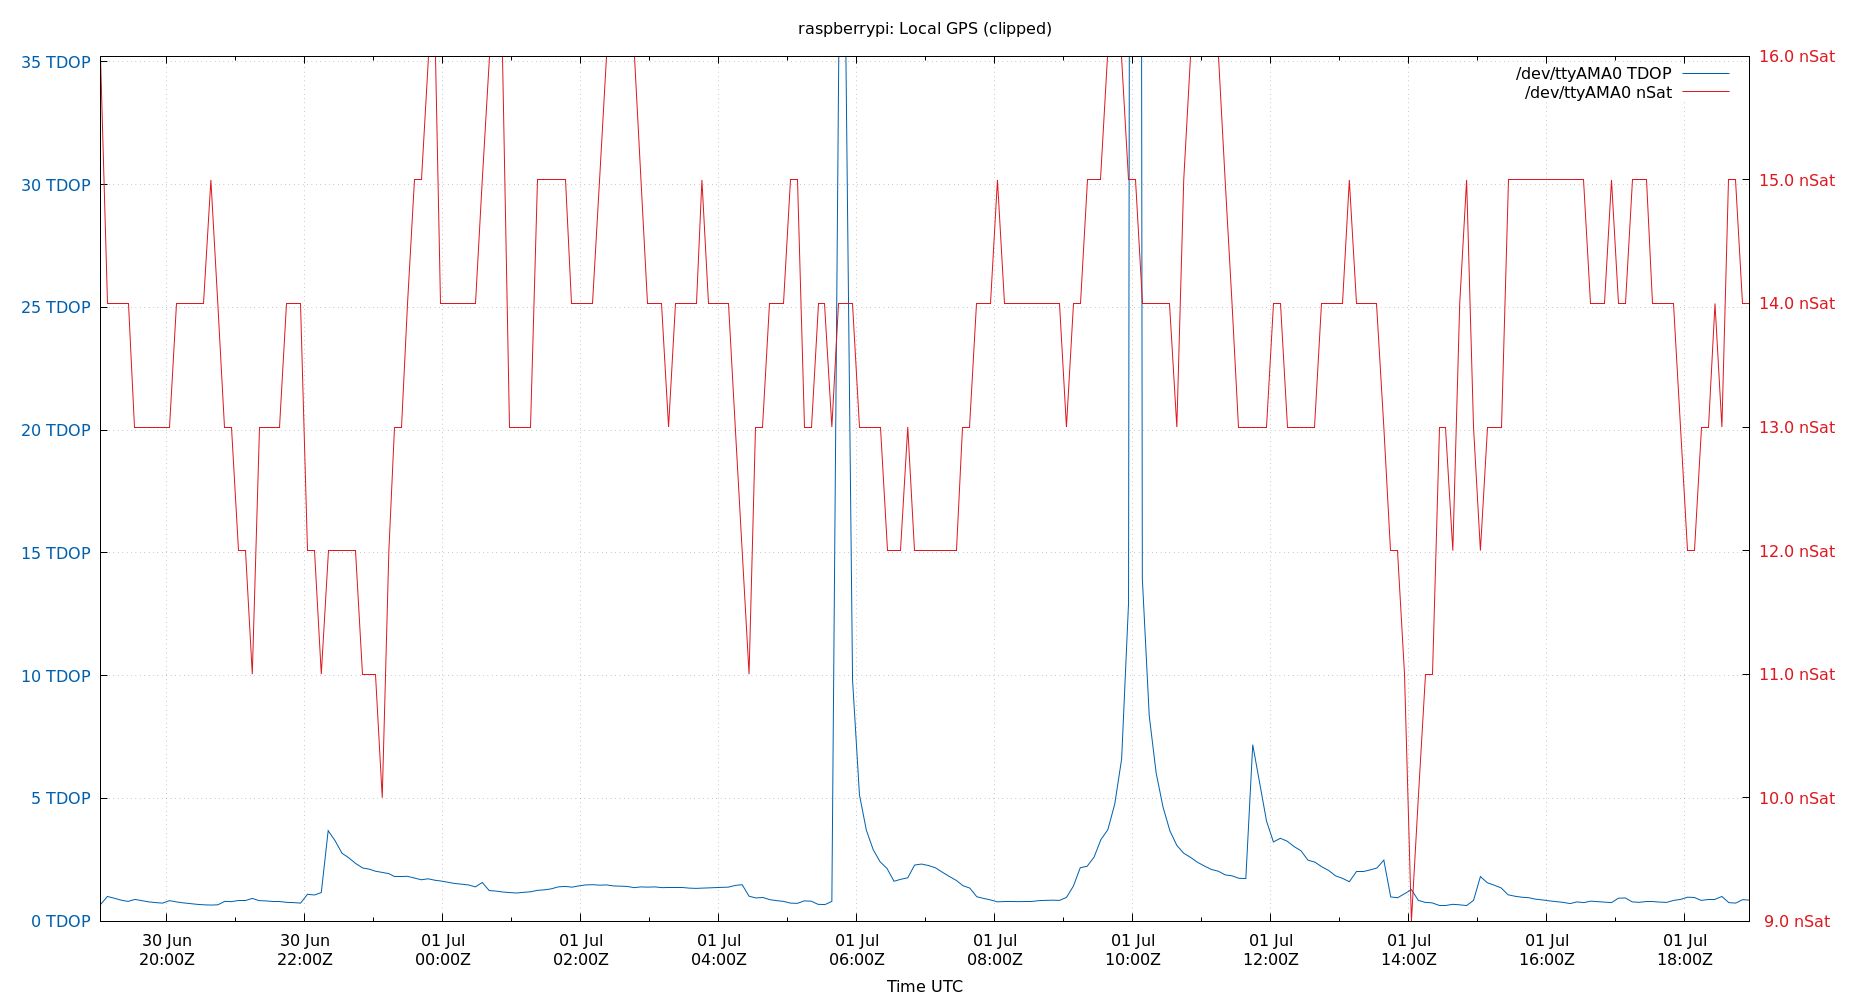 raspberrypi: Local GPS (clipped)
35 TDOP
30 TDOP
25 TDOP
20 TDOP
15 TDOP
10 TDOP
5 TDOP
0 TDOP
16.0 nSat
15.0 nSat
14.0 nSat
13.0 nSat
12.0 nSat
11.0 nSat
10.0 nSat
9.0 nSat
/dev/ttyAMA0 TDOP
/dev/ttyAMA0 nSat
30 Jun
20:00Z
30 Jun
22:00Z
01 Jul
00:00Z
01 Jul
02:00Z
01 Jul
04:00Z
01 Jul
06:00Z
01 Jul
08:00Z
01 Jul
10:00Z
01 Jul
12:00Z
01 Jul
14:00Z
01 Jul
16:00Z
01 Jul
18:00Z
Time UTC